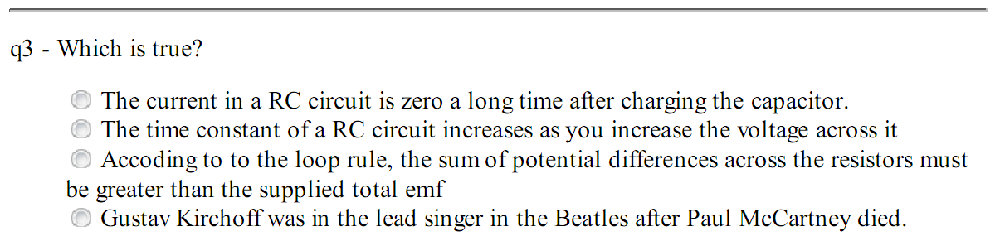 q3 - Which is true?
The current in a RC circuit is zero a long time after charging the capacitor.
The time constant of a RC circuit increases as you increase the voltage across it
Accoding to to the loop rule, the sum of potential differences across the resistors must
be greater than the supplied total emf
Gustav Kirchoff was in the lead singer in the Beatles after Paul McCartney died.